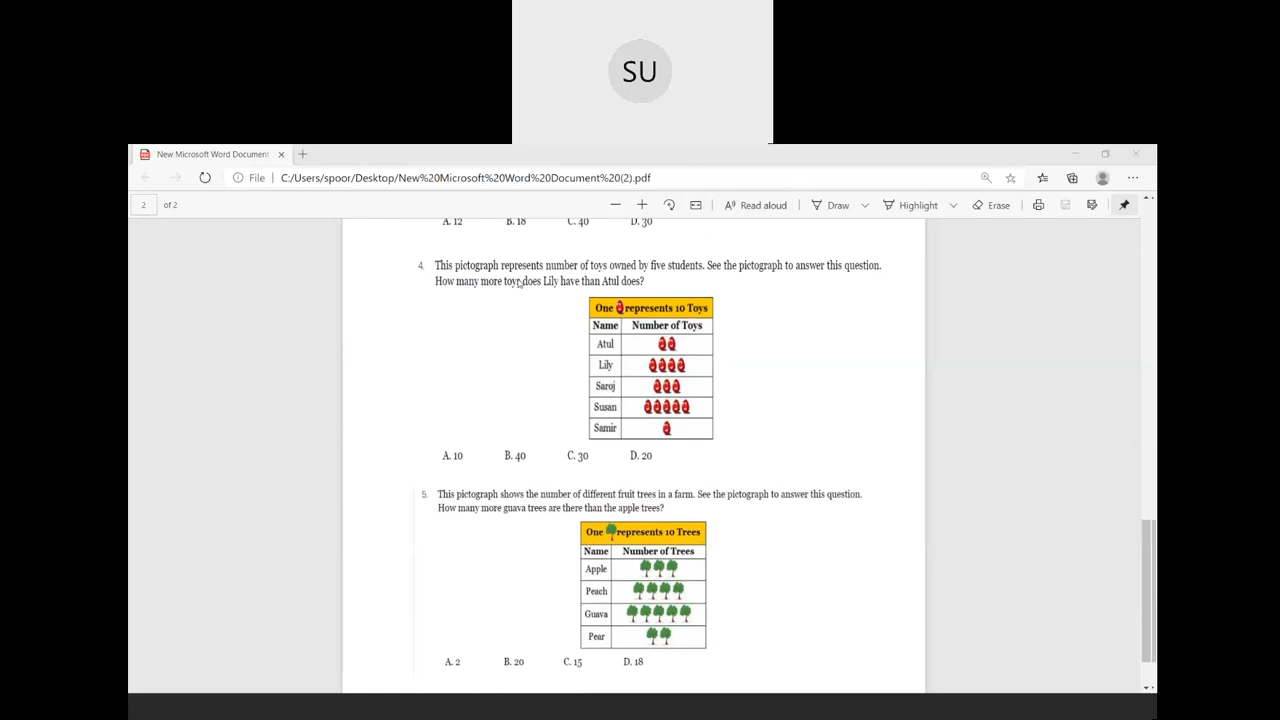 SU
New Microsoft Word Document
File C:/Users/spoor/Desktop/New%20Microsoft%20Word%20Document%20(2).pdf
2 of 2 Read aloud Draw Highlight Erase
A. 12 B. 18 C. 40 D. 30
4. This pictograph represents number of toys owned by five students. See the pictograph to answer this question.
How many more toys does Lily have than Atul does?
One represents 10 Toys
Name Number of Toys
Atul
Lily
Saroj
Susan
Samir
A. 10 B. 40 C. 30 D. 20
5. This pictograph shows the number of different fruit trees in a farm. See the pictograph to answer this question.
How many more guava trees are there than the apple trees?
One represents 10 Trees
Name Number of Trees
Apple
Peach
Guava
Pear
A. 2 B. 20 C. 15 D. 18